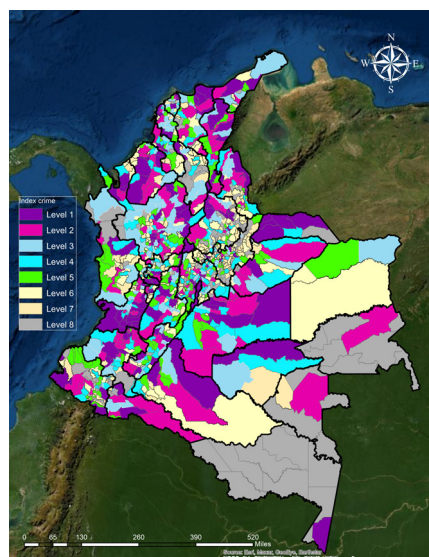 N
W E
S
Index crime
Level 1
Level 2
Level 3
Level 4
Level 5
Level 6
Level 7
Level 8
0 65 130 260 390 520
Miles
Source: Esri, Maxar, GeoEye, Earthstar